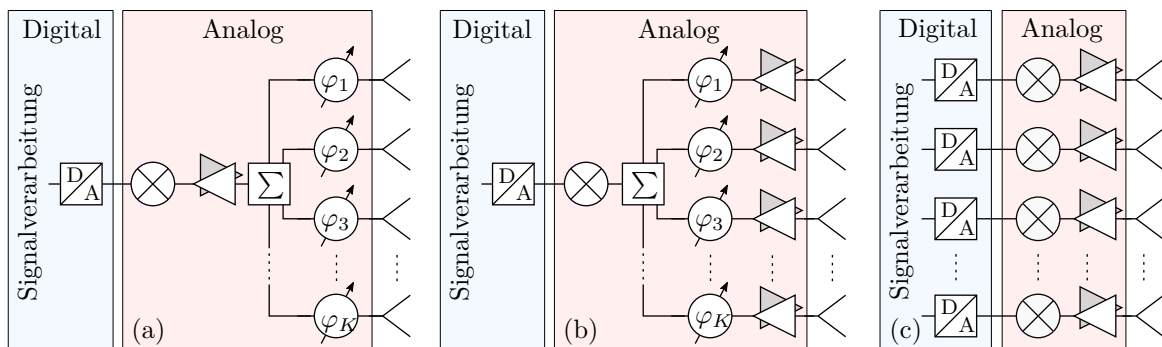 Digital
Analog
Signalverarbeitung
D
A
Σ
φ1
φ2
φ3
φK
(a)
Digital
Analog
Signalverarbeitung
D
A
Σ
φ1
φ2
φ3
φK
(b)
Digital
Analog
Signalverarbeitung
D
A
D
A
D
A
D
A
(c)